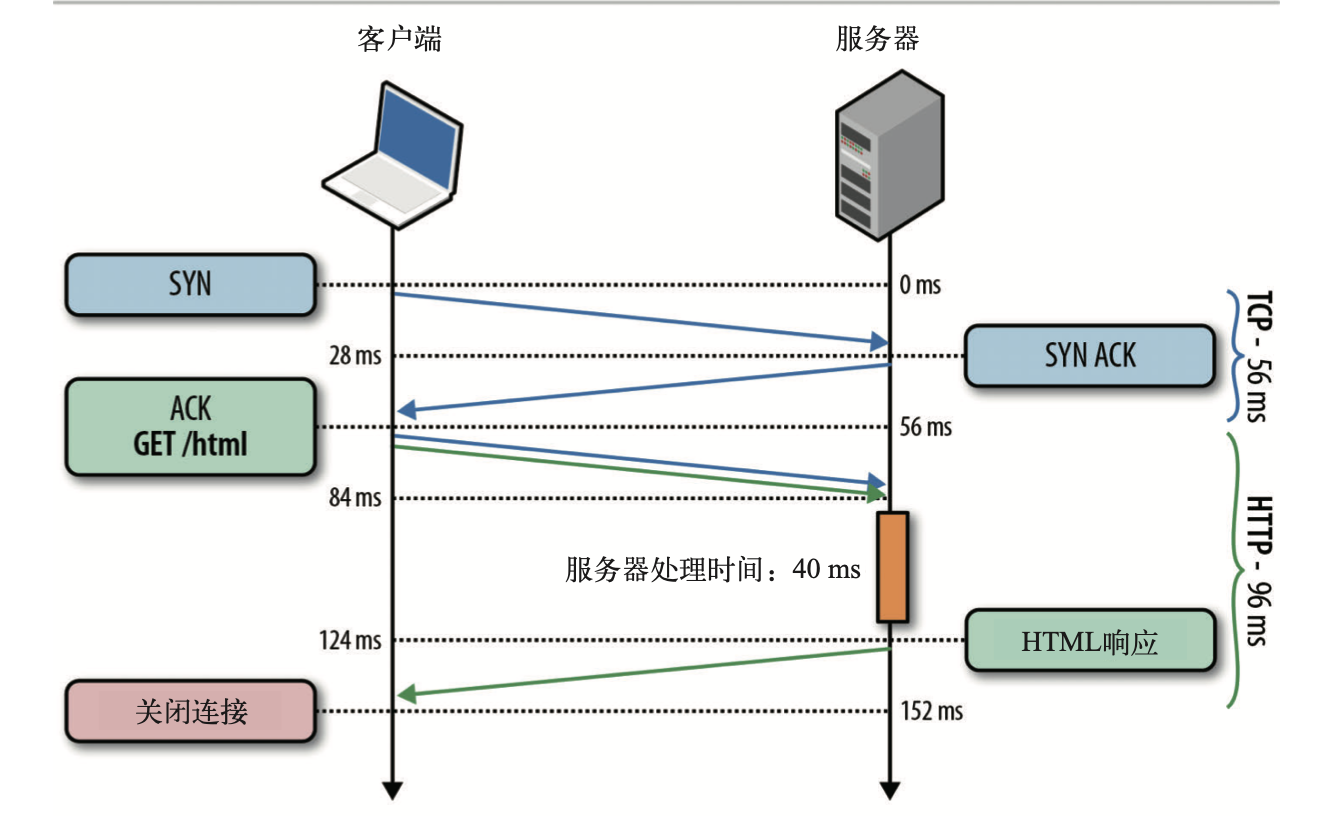 客户端
服务器
SYN
0 ms
28 ms
SYN ACK
TCP - 56 ms
ACK
GET /html
56 ms
84 ms
服务器处理时间：40 ms
HTTP - 96 ms
124 ms
HTML响应
关闭连接
152 ms